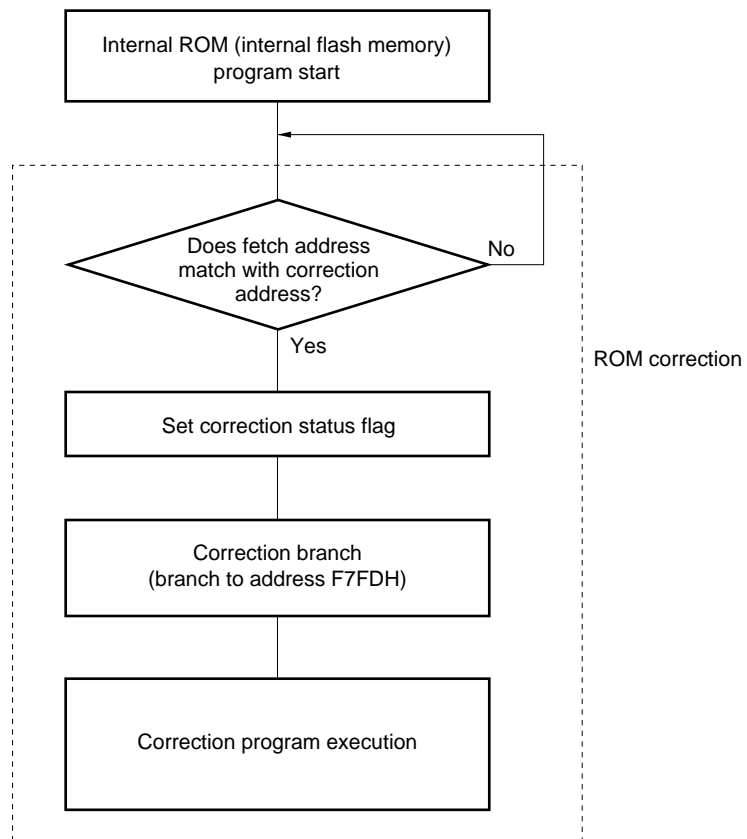 Internal ROM (internal flash memory)
program start
Does fetch address
match with correction
address?
No
Yes
ROM correction
Set correction status flag
Correction branch
(branch to address F7FDH)
Correction program execution